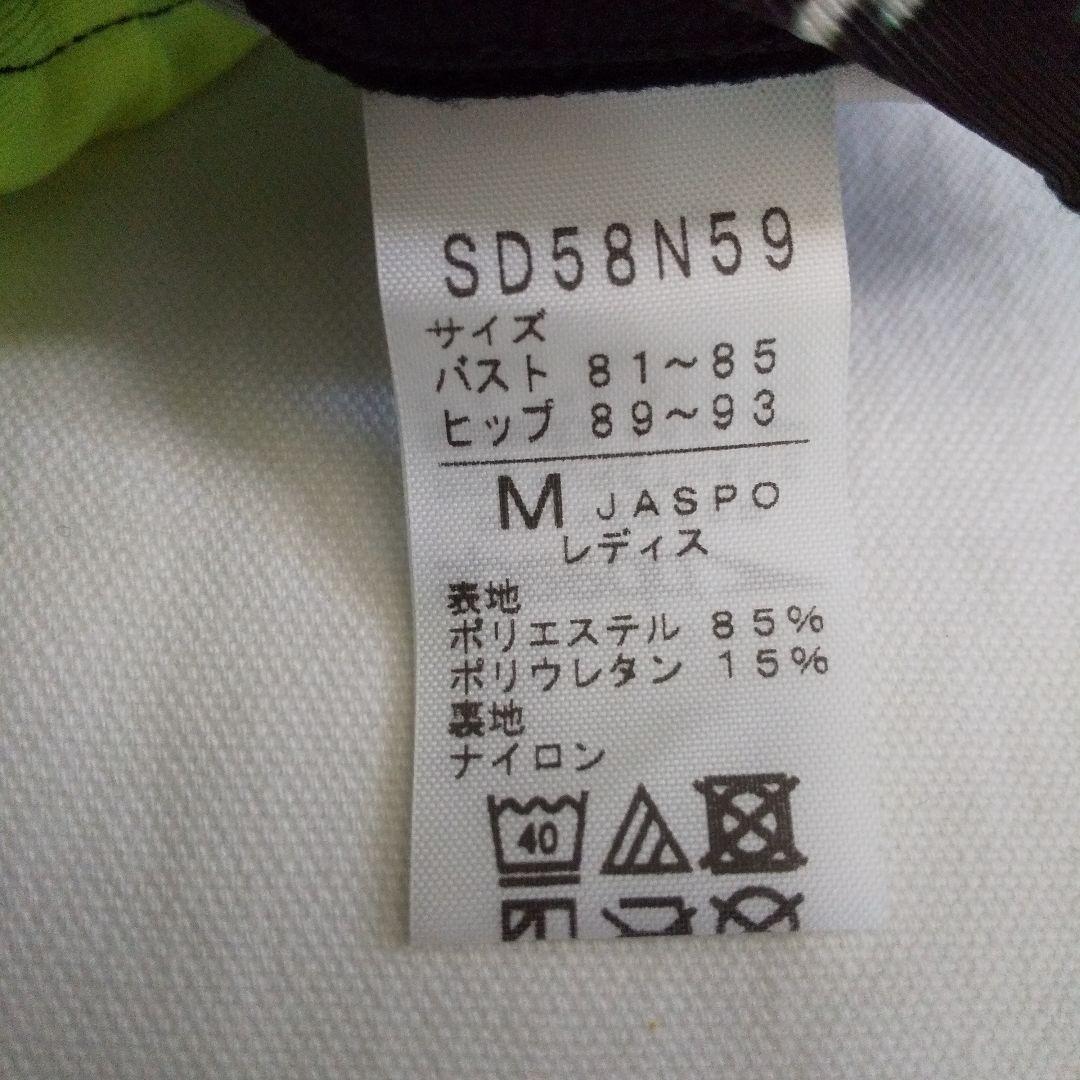 SD58N59
サイズ
バスト 81～85
ヒップ 89～93
M JASPO
レディス
表地
ポリエステル 85%
ポリウレタン 15%
裏地
ナイロン
40